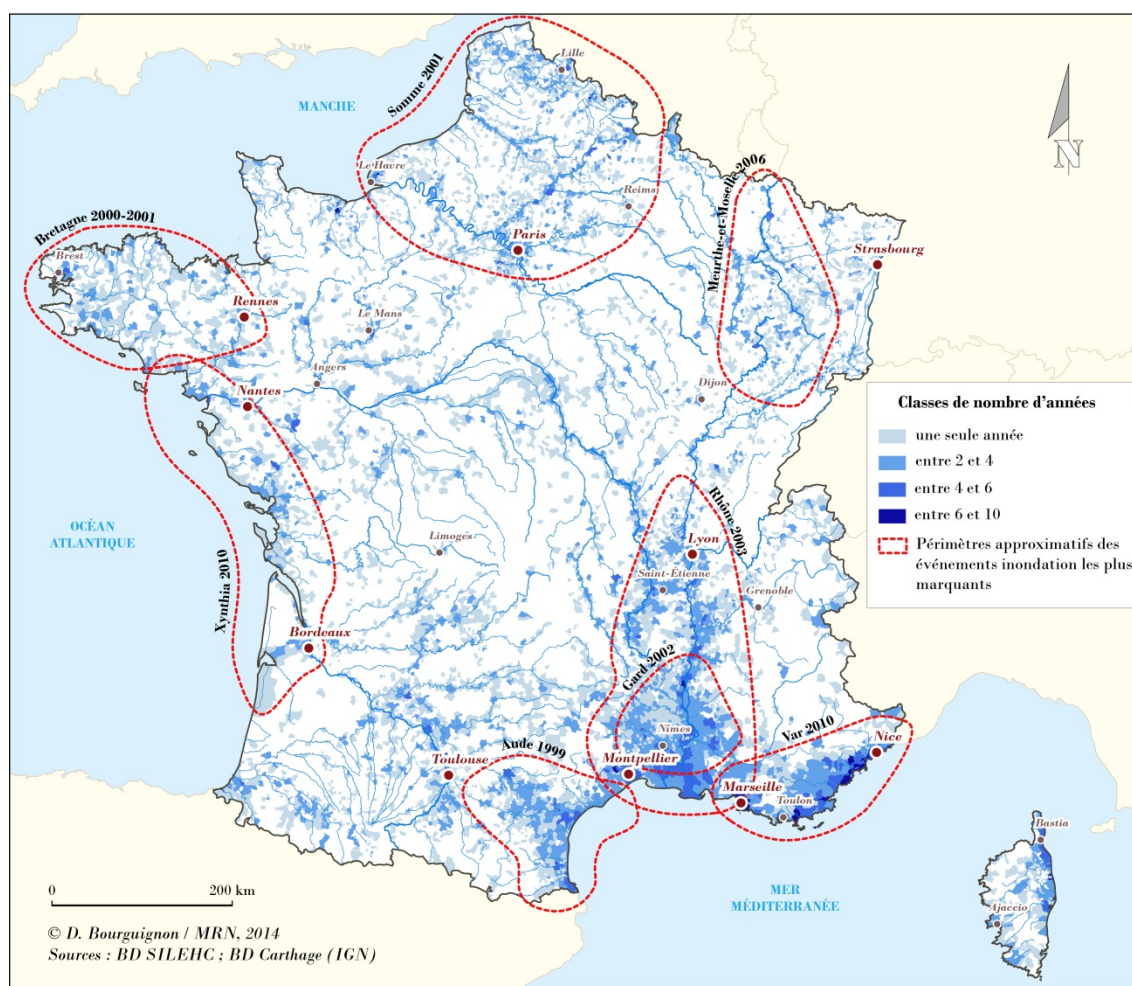 Lille
MANCHE
Somme 2001
Le Havre
Reims
Paris
N
Meurthe-et-Moselle 2006
Strasbourg
Bretagne 2000-2001
Brest
Rennes
Le Mans
Angers
Nantes
Dijon
Classes de nombre d'années
une seule année
entre 2 et 4
entre 4 et 6
entre 6 et 10
Périmètres approximatifs des
événements inondation les plus
marquants
OCÉAN
ATLANTIQUE
Xynthia 2010
Limoges
Rhône 2003
Lyon
Saint-Étienne
Grenoble
Bordeaux
Gard 2002
Nîmes
Var 2010
Nice
Aude 1999
Toulouse
Montpellier
Marseille
Toulon
Bastia
Ajaccio
0 200 km
MER
MÉDITERRANÉE
© D. Bourguignon / MRN, 2014
Sources : BD SILEHC ; BD Carthage (IGN)